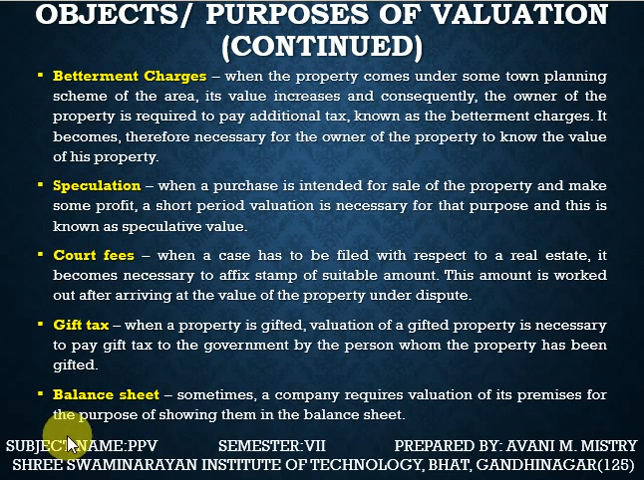 OBJECTS/ PURPOSES OF VALUATION
(CONTINUED)
▪ Betterment Charges – when the property comes under some town planning
scheme of the area, its value increases and consequently, the owner of the
property is required to pay additional tax, known as the betterment charges. It
becomes, therefore necessary for the owner of the property to know the value
of his property.
▪ Speculation – when a purchase is intended for sale of the property and make
some profit, a short period valuation is necessary for that purpose and this is
known as speculative value.
▪ Court fees – when a case has to be filed with respect to a real estate, it
becomes necessary to affix stamp of suitable amount. This amount is worked
out after arriving at the value of the property under dispute.
▪ Gift tax – when a property is gifted, valuation of a gifted property is necessary
to pay gift tax to the government by the person whom the property has been
gifted.
▪ Balance sheet – sometimes, a company requires valuation of its premises for
the purpose of showing them in the balance sheet.
SUBJECT NAME:PPV SEMESTER:VII PREPARED BY: AVANI M. MISTRY
SHREE SWAMINARAYAN INSTITUTE OF TECHNOLOGY, BHAT, GANDHINAGAR(125)